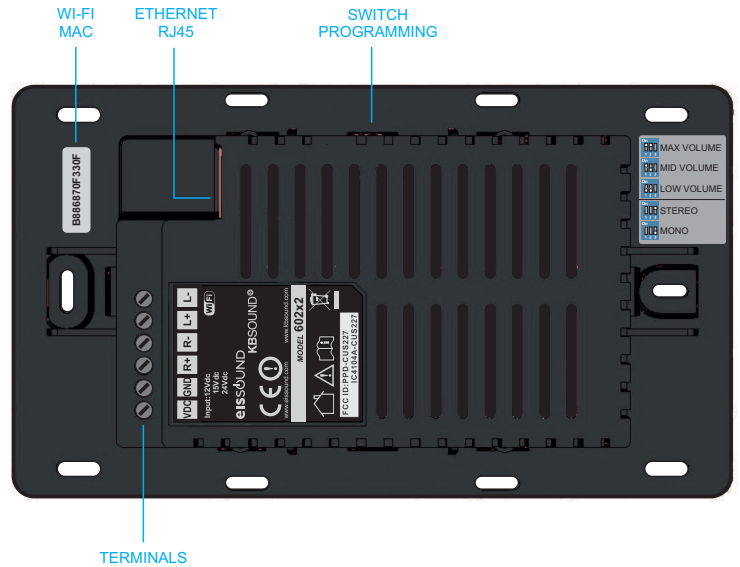 WI-FI
MAC
ETHERNET
RJ45
SWITCH
PROGRAMMING
B886870F330F
MAX VOLUME
MID VOLUME
LOW VOLUME
STEREO
MONO
L-
L+
R-
R+
GND
VDC
WiFi
Input:12Vdc
15Vdc
24Vdc
eisSOUND KBSOUND®
CE
www.eissound.com www.kbsound.com
MODEL 602x2
FCC ID:PPD-CUS227
IC4104A-CUS227
TERMINALS